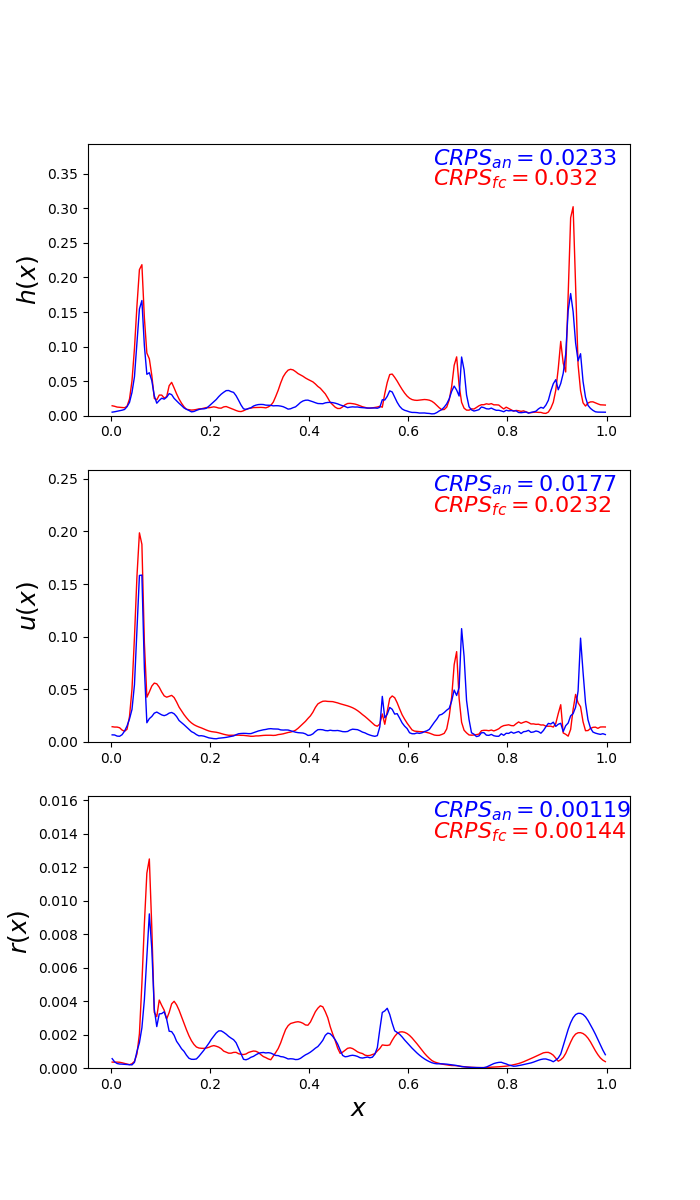 CRPS_an = 0.0233
CRPS_fc = 0.032
h(x)
0.35
0.30
0.25
0.20
0.15
0.10
0.05
0.00
0.0 0.2 0.4 0.6 0.8 1.0
CRPS_an = 0.0177
CRPS_fc = 0.0232
u(x)
0.25
0.20
0.15
0.10
0.05
0.00
0.0 0.2 0.4 0.6 0.8 1.0
CRPS_an = 0.00119
CRPS_fc = 0.00144
r(x)
0.016
0.014
0.012
0.010
0.008
0.006
0.004
0.002
0.000
0.0 0.2 0.4 0.6 0.8 1.0
x